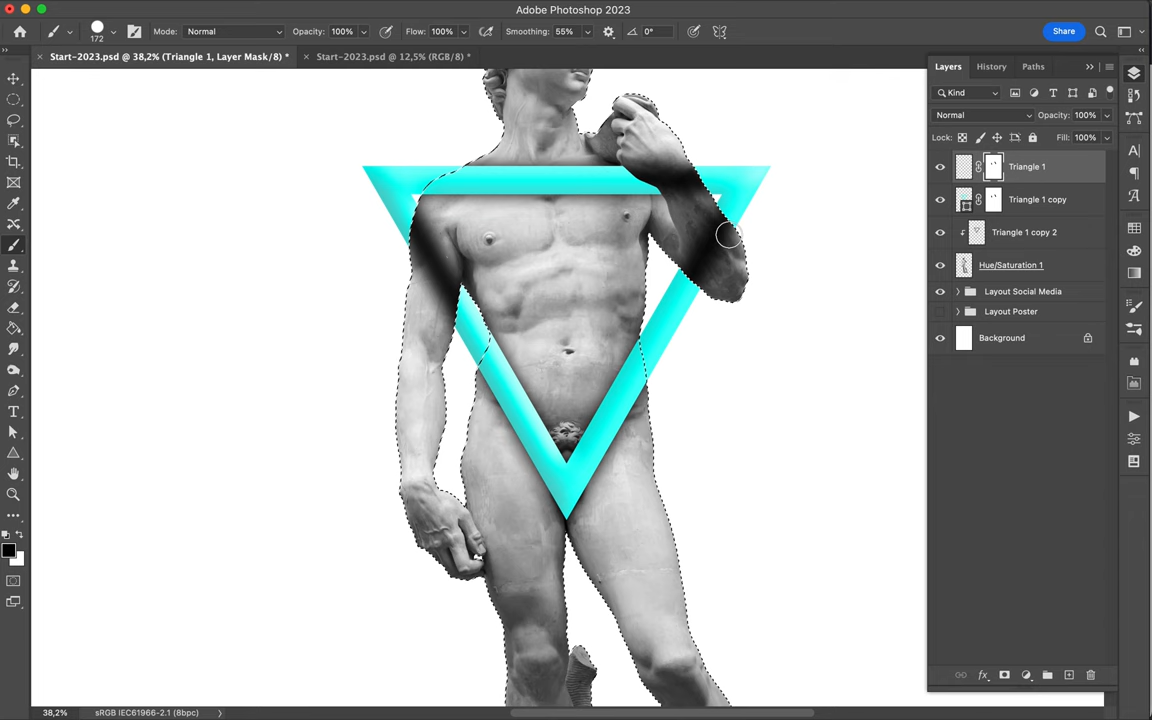 Adobe Photoshop 2023
172
Mode: Normal
Opacity: 100%
Flow: 100%
Smoothing: 55%
0°
Share
× Start-2023.psd @ 38,2% (Triangle 1, Layer Mask/8) *
× Start-2023.psd @ 12,5% (RGB/8) *
Layers History Paths
Kind
Normal
Opacity: 100%
Lock:
Fill: 100%
Triangle 1
Triangle 1 copy
Triangle 1 copy 2
Hue/Saturation 1
Layout Social Media
Layout Poster
Background
fx
38,2%
sRGB IEC61966-2.1 (8bpc)